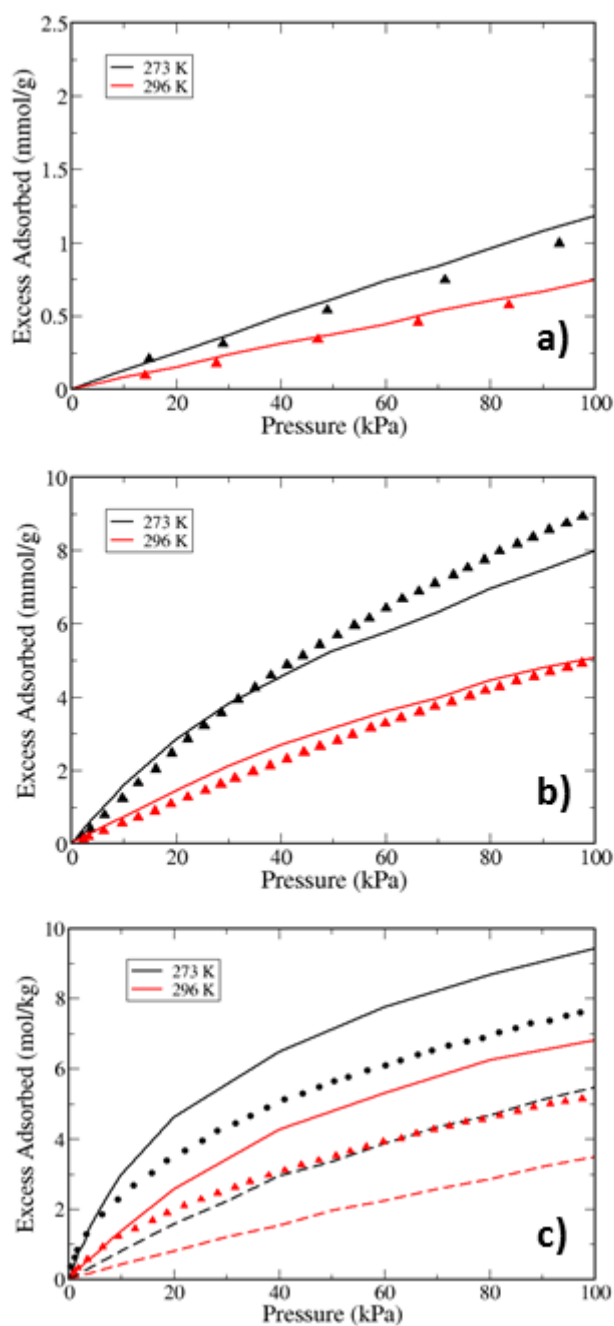 2.5
2
1.5
1
0.5
0
Excess Adsorbed (mmol/g)
273 K
296 K
a)
0 20 40 60 80 100
Pressure (kPa)
10
8
6
4
2
0
Excess Adsorbed (mmol/g)
273 K
296 K
b)
0 20 40 60 80 100
Pressure (kPa)
10
8
6
4
2
0
Excess Adsorbed (mol/kg)
273 K
296 K
c)
0 20 40 60 80 100
Pressure (kPa)